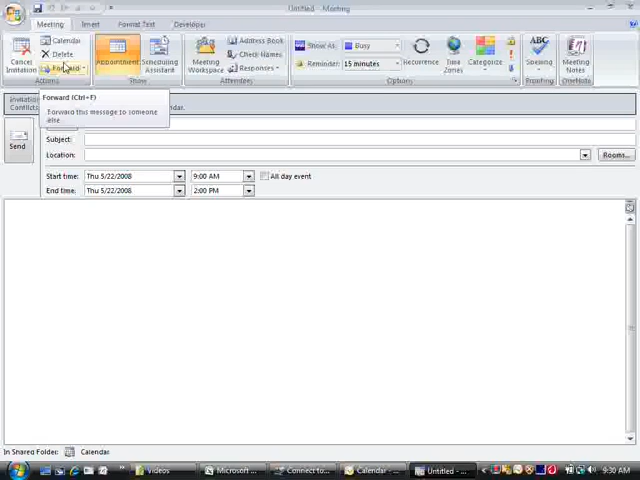 Untitled - Meeting
Meeting
Insert
Format Text
Developer
Cancel
Invitation
Calendar
Delete
Forward
Actions
Appointment
Scheduling
Assistant
Show
Meeting
Workspace
Address Book
Check Names
Responses
Attendees
Show As:
Busy
Reminder:
15 minutes
Recurrence
Time
Zones
Categorize
Options
Spelling
Proofing
Meeting
Notes
OneNote
Invitation
Conflicts
Calendar.
Forward (Ctrl+F)
Forward this message to someone
else.
Send
Subject:
Location:
Rooms...
Start time:
Thu 5/22/2008
9:00 AM
All day event
End time:
Thu 5/22/2008
2:00 PM
In Shared Folder:
Calendar
Videos
Microsoft ...
Connect to...
Calendar - ...
Untitled - ...
9:30 AM